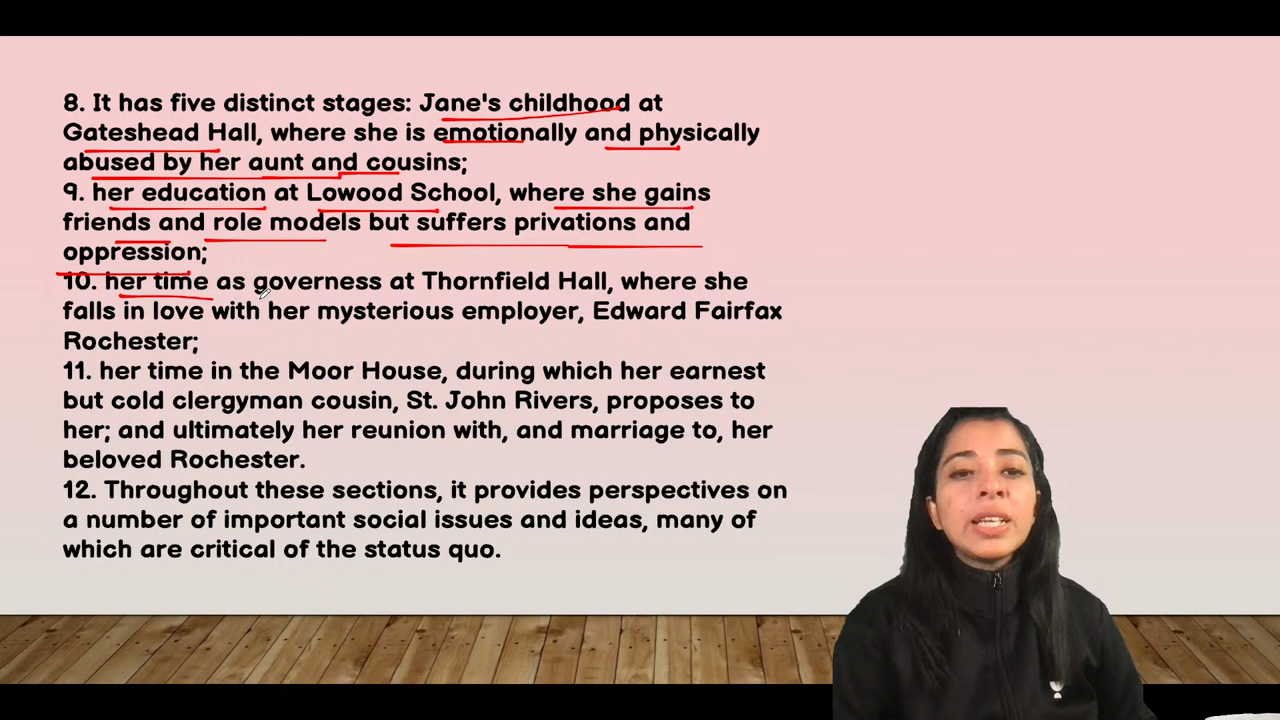 8. It has five distinct stages: Jane's childhood at
Gateshead Hall, where she is emotionally and physically
abused by her aunt and cousins;
9. her education at Lowood School, where she gains
friends and role models but suffers privations and
oppression;
10. her time as governess at Thornfield Hall, where she
falls in love with her mysterious employer, Edward Fairfax
Rochester;
11. her time in the Moor House, during which her earnest
but cold clergyman cousin, St. John Rivers, proposes to
her; and ultimately her reunion with, and marriage to, her
beloved Rochester.
12. Throughout these sections, it provides perspectives on
a number of important social issues and ideas, many of
which are critical of the status quo.